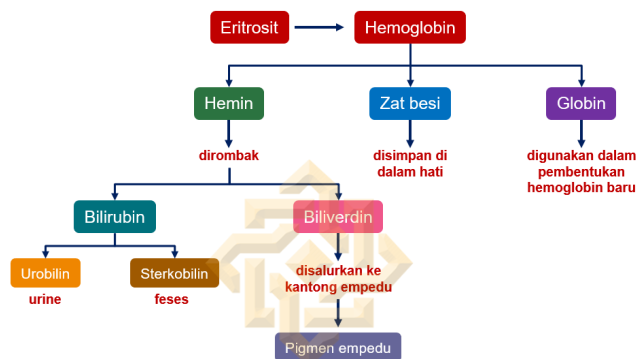 Eritrosit
Hemoglobin
Hemin
Zat besi
Globin
dirombak
disimpan di
dalam hati
digunakan dalam
pembentukan
hemoglobin baru
Bilirubin
Biliverdin
Urobilin
Sterkobilin
disalurkan ke
kantong empedu
urine
feses
Pigmen empedu